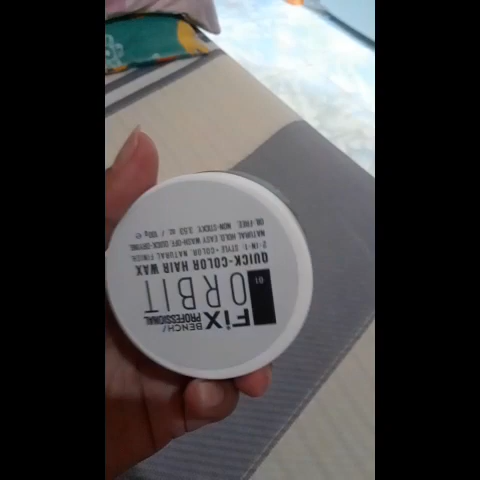 FiX BENCH/ PROFESSIONAL
01 ORBIT
QUICK-COLOR HAIR WAX
2-IN-1: STYLE + COLOR. NATURAL FINISH.
NATURAL HOLD. EASY WASH-OFF. QUICK-DRYING.
OIL-FREE. NON-STICKY. 3.53 oz. / 100g e